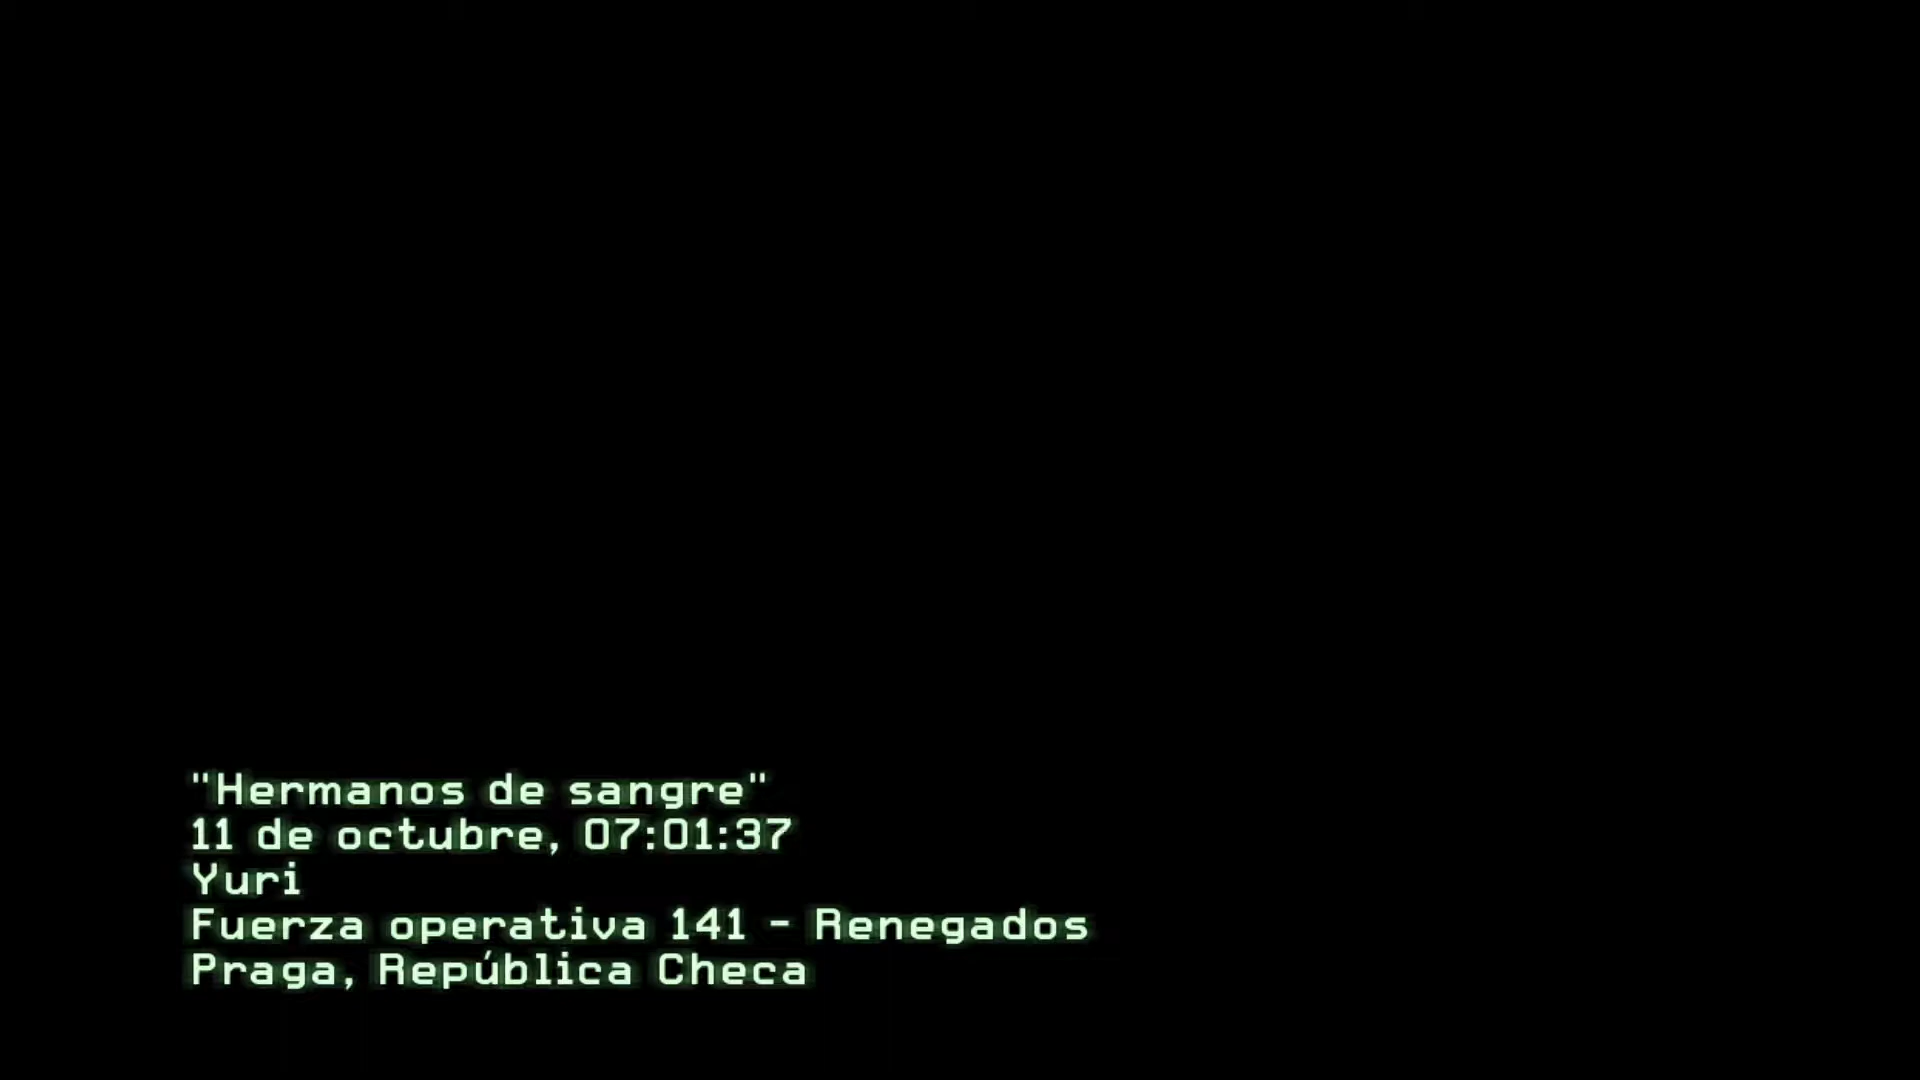 "Hermanos de sangre"
11 de octubre, 07:01:37
Yuri
Fuerza operativa 141 - Renegados
Praga, República Checa